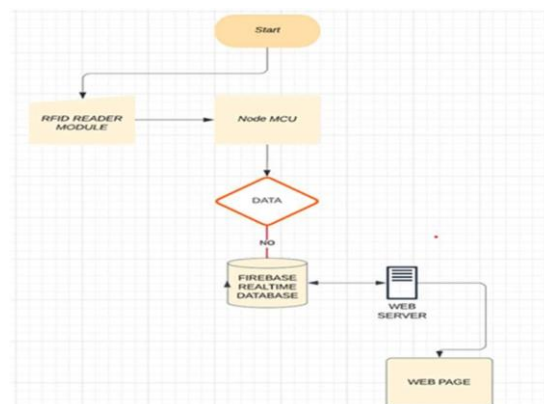 Start
RFID READER
MODULE
Node MCU
DATA
NO
FIREBASE
REALTIME
DATABASE
WEB
SERVER
WEB PAGE